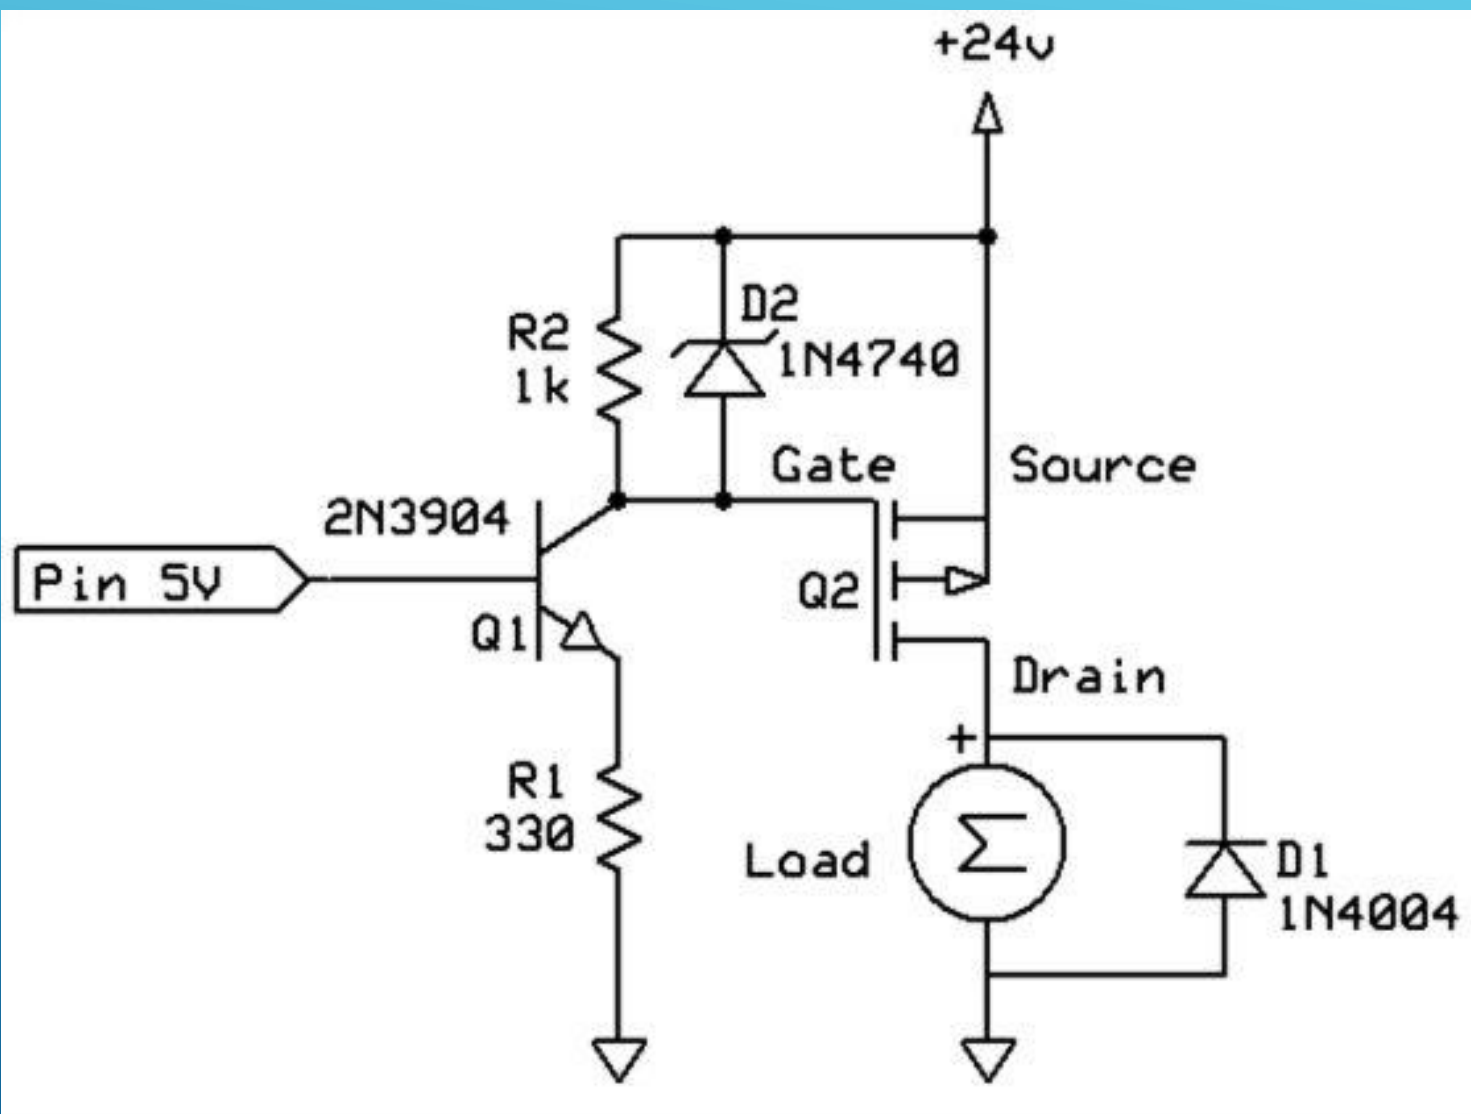 +24v
D2
1N4740
R2
1k
Gate
Source
2N3904
Pin 5V
Q2
Q1
Drain
+
R1
330
Load
Σ
D1
1N4004